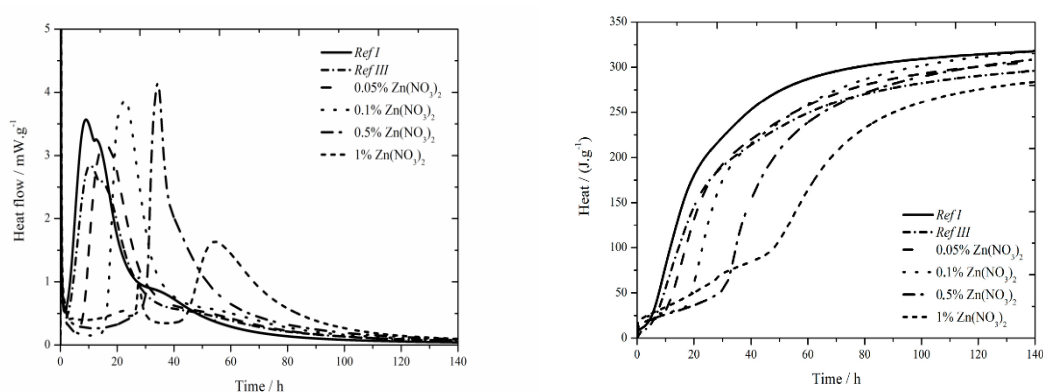 5
4
3
2
1
0
Heat flow / mW.g⁻¹
Ref I
Ref III
0.05% Zn(NO₃)₂
0.1% Zn(NO₃)₂
0.5% Zn(NO₃)₂
1% Zn(NO₃)₂
0 20 40 60 80 100 120 140
Time / h
350
300
250
200
150
100
50
0
Heat / (J.g⁻¹)
Ref I
Ref III
0.05% Zn(NO₃)₂
0.1% Zn(NO₃)₂
0.5% Zn(NO₃)₂
1% Zn(NO₃)₂
0 20 40 60 80 100 120 140
Time / h